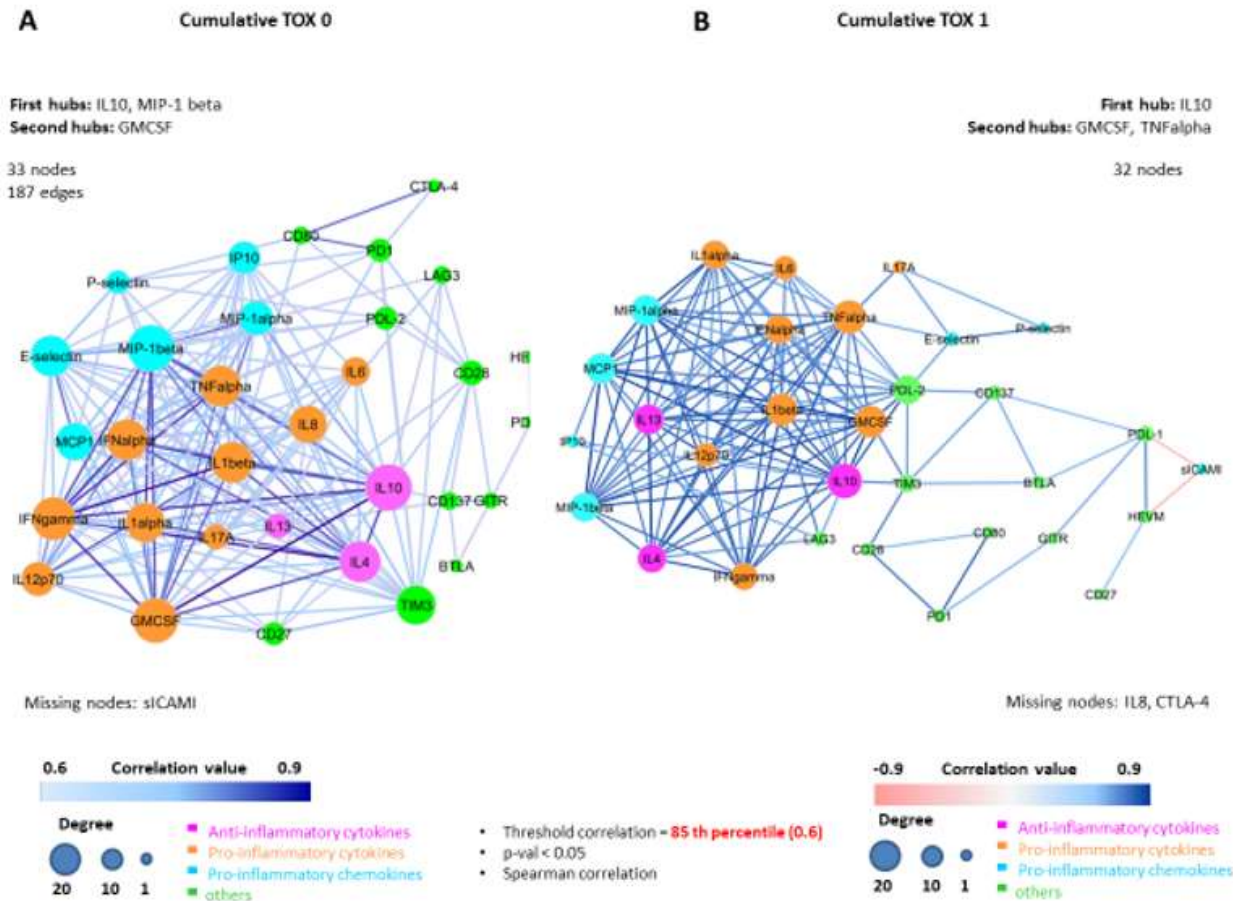 A
Cumulative TOX 0
First hubs: IL10, MIP-1 beta
Second hubs: GMCSF
33 nodes
187 edges
CTLA-4
CD80
PD1
IP10
LAG3
P-selectin
MIP-1alpha
PDL-2
E-selectin
MIP-1beta
HE
IL6
CD28
TNFalpha
PD
IL8
MCP1
IFNalpha
IL1beta
IL10
CD137
GITR
IFNgamma
IL1alpha
IL13
IL17A
IL4
BTLA
IL12p70
TIM3
GMCSF
CD27
Missing nodes: sICAMI
0.6 Correlation value 0.9
Degree
20 10 1
Anti-inflammatory cytokines
Pro-inflammatory cytokines
Pro-inflammatory chemokines
others
• Threshold correlation = 85 th percentile (0.6)
• p-val < 0.05
• Spearman correlation
B
Cumulative TOX 1
First hub: IL10
Second hubs: GMCSF, TNFalpha
32 nodes
IL1alpha
IL6
IL17A
MIP-1alpha
TNFalpha
IFNalpha
P-selectin
E-selectin
MCP1
PDL-2
CD137
IL13
IL1beta
GMCSF
PDL-1
IP10
IL12p70
sICAMI
IL10
TIM3
BTLA
MIP-1beta
HEVM
LAG3
CD80
GITR
CD28
IL4
IFNgamma
CD27
PD1
Missing nodes: IL8, CTLA-4
-0.9 Correlation value 0.9
Degree
20 10 1
Anti-inflammatory cytokines
Pro-inflammatory cytokines
Pro-inflammatory chemokines
others